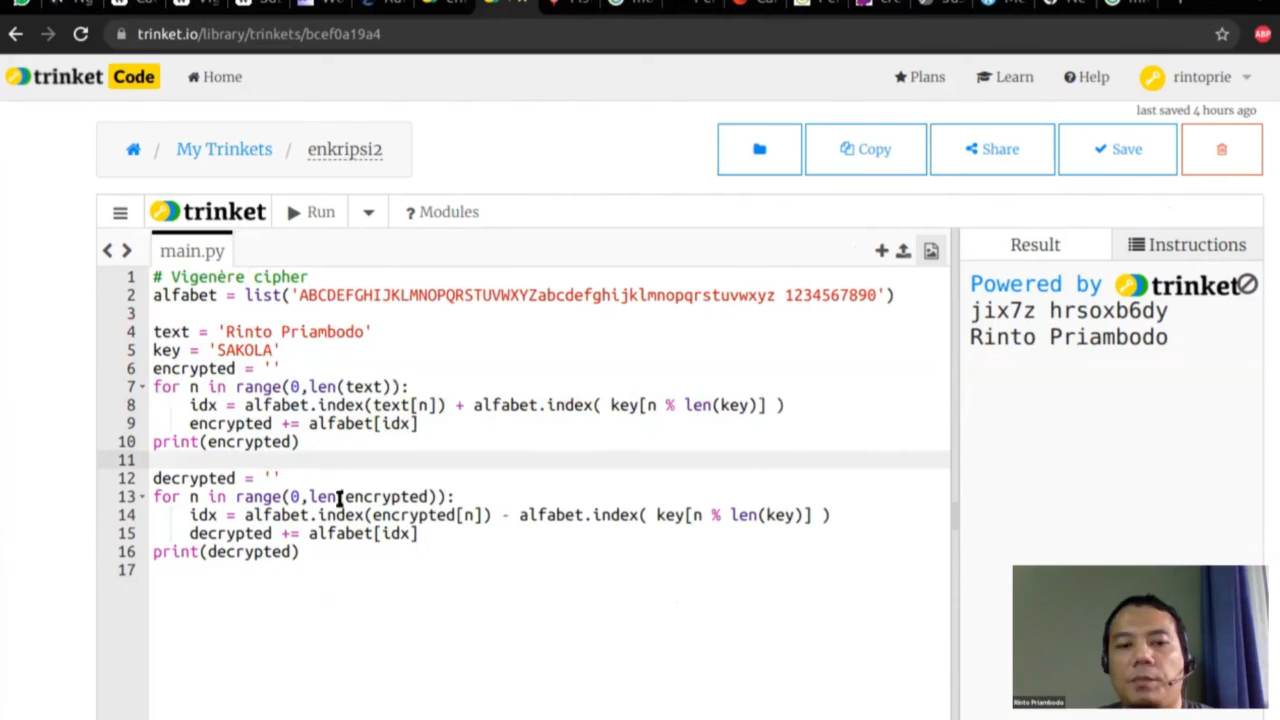 trinket.io/library/trinkets/bcef0a19a4
ABP
trinket Code Home Plans Learn Help rintoprie
last saved 4 hours ago
/ My Trinkets / enkripsi2 Copy Share Save
trinket Run ? Modules
main.py Result Instructions
1 # Vigenère cipher
2 alfabet = list('ABCDEFGHIJKLMNOPQRSTUVWXYZabcdefghijklmnopqrstuvwxyz 1234567890')
3
4 text = 'Rinto Priambodo'
5 key = 'SAKOLA'
6 encrypted = ''
7 for n in range(0,len(text)):
8 idx = alfabet.index(text[n]) + alfabet.index( key[n % len(key)] )
9 encrypted += alfabet[idx]
10 print(encrypted)
11
12 decrypted = ''
13 for n in range(0,len(encrypted)):
14 idx = alfabet.index(encrypted[n]) - alfabet.index( key[n % len(key)] )
15 decrypted += alfabet[idx]
16 print(decrypted)
17
Powered by trinket
jix7z hrsoxb6dy
Rinto Priambodo
Rinto Priambodo